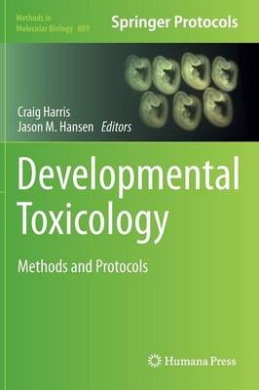 Methods in
Molecular Biology 889
Springer Protocols
Craig Harris
Jason M. Hansen Editors
Developmental
Toxicology
Methods and Protocols
Humana Press